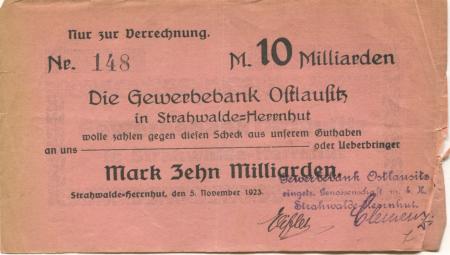 Nur zur Verrechnung.
Nr. 148 M. 10 Milliarden
Die Gewerbebank Ostlausitz
in Strahwalde=Herrnhut
wolle zahlen gegen diesen Scheck aus unserem Guthaben
an uns oder Ueberbringer
Mark Zehn Milliarden.
Strahwalde-Herrnhut, den 5. November 1923.
Gewerbebank Ostlausitz
eingetr. Genossenschaft m. b. H.
Strahwalde-Herrnhut.
Clemenz